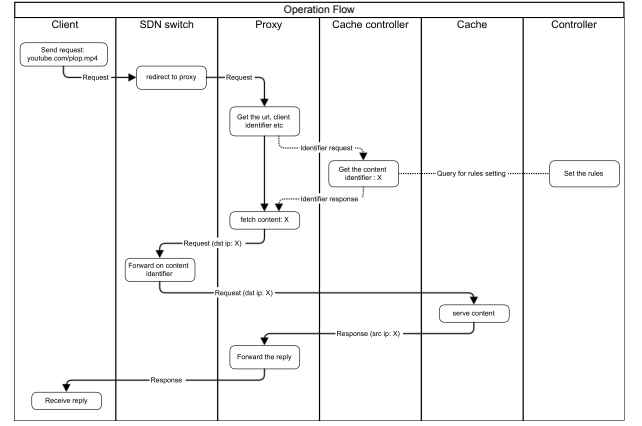 Operation Flow
Client
SDN switch
Proxy
Cache controller
Cache
Controller
Send request:
youtube.com/plop.mp4
Request
redirect to proxy
Request
Get the url, client
identifier etc
Identifier request
Get the content
identifier : X
Query for rules setting
Set the rules
Identifier response
fetch content: X
Request (dst ip: X)
Forward on content
identifier
Request (dst ip: X)
serve content
Response (src ip: X)
Forward the reply
Response
Receive reply